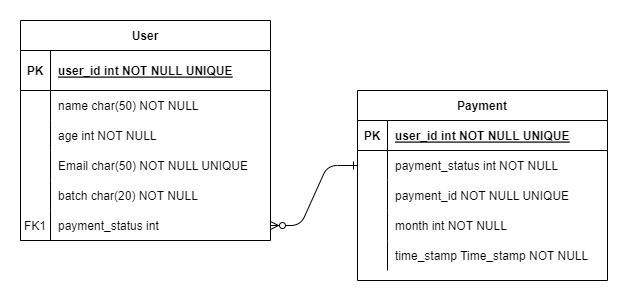 User
PK user_id int NOT NULL UNIQUE
name char(50) NOT NULL
age int NOT NULL
Email char(50) NOT NULL UNIQUE
batch char(20) NOT NULL
FK1 payment_status int
Payment
PK user_id int NOT NULL UNIQUE
payment_status int NOT NULL
payment_id NOT NULL UNIQUE
month int NOT NULL
time_stamp Time_stamp NOT NULL